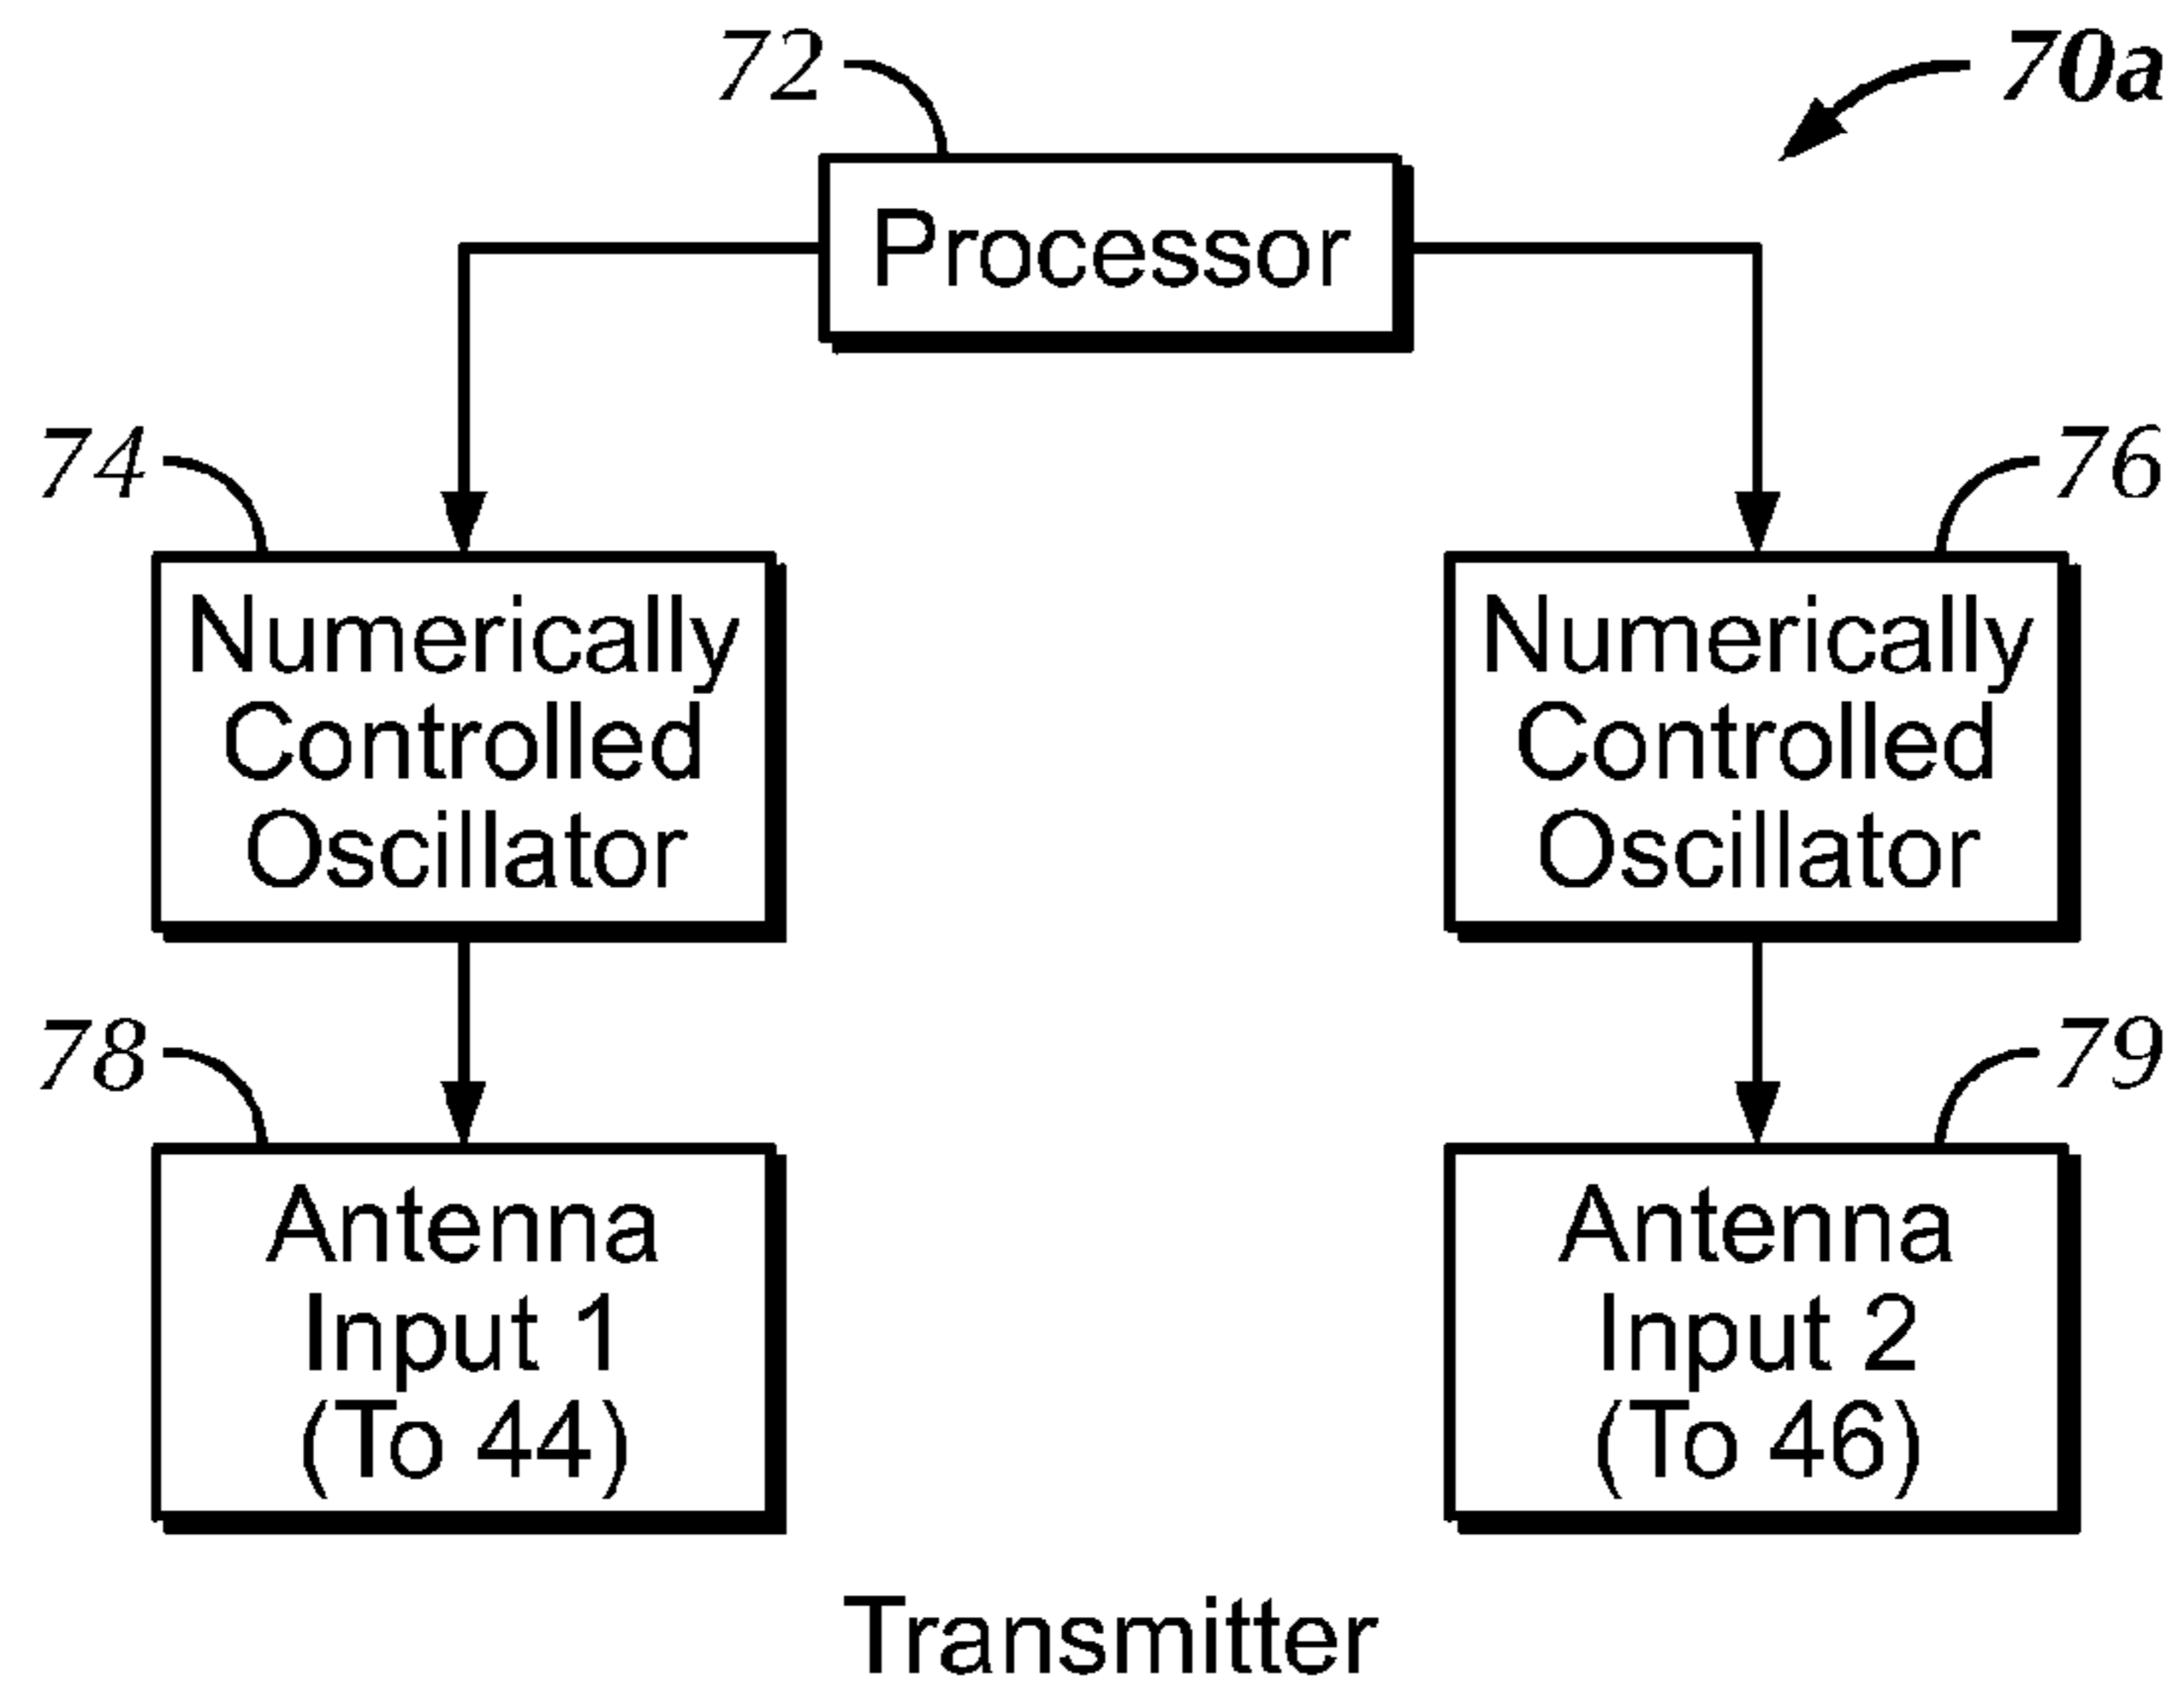 72
70a
Processor
74
76
Numerically
Controlled
Oscillator
Numerically
Controlled
Oscillator
78
79
Antenna
Input 1
(To 44)
Antenna
Input 2
(To 46)
Transmitter